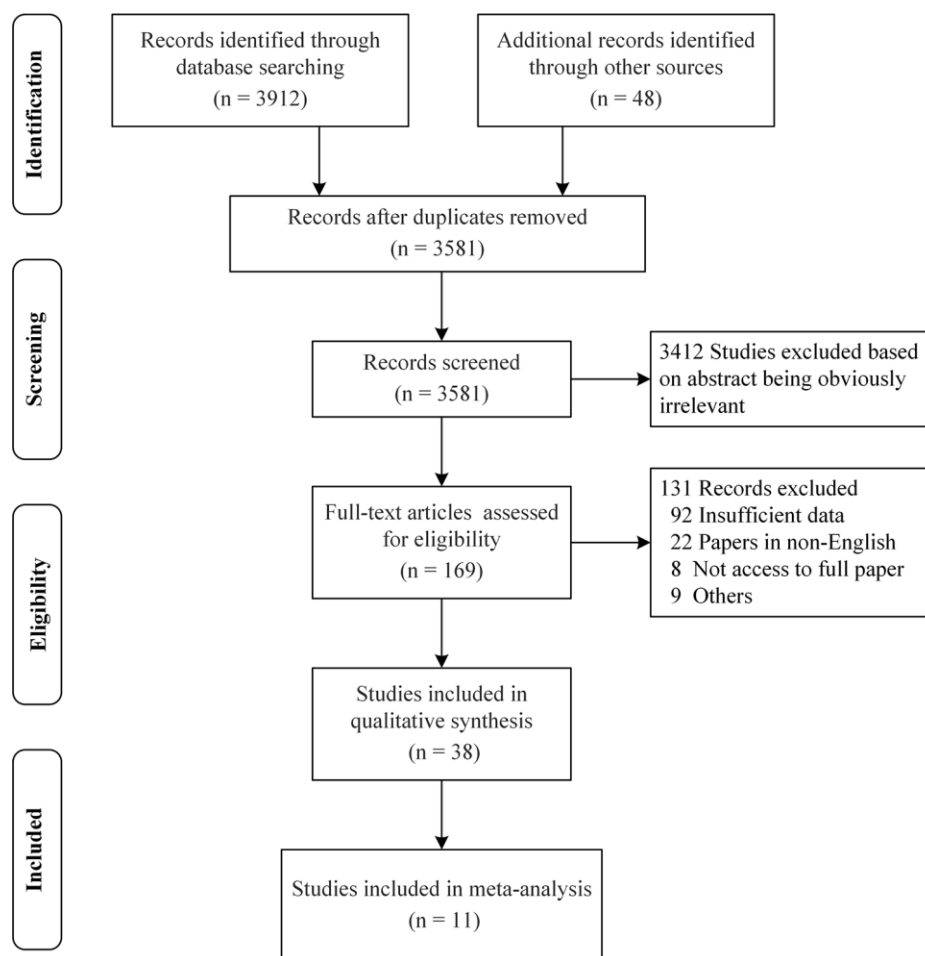 Identification
Records identified through
database searching
(n = 3912)
Additional records identified
through other sources
(n = 48)
Records after duplicates removed
(n = 3581)
Screening
Records screened
(n = 3581)
3412 Studies excluded based
on abstract being obviously
irrelevant
Eligibility
Full-text articles assessed
for eligibility
(n = 169)
131 Records excluded
92 Insufficient data
22 Papers in non-English
8 Not access to full paper
9 Others
Studies included in
qualitative synthesis
(n = 38)
Included
Studies included in meta-analysis
(n = 11)